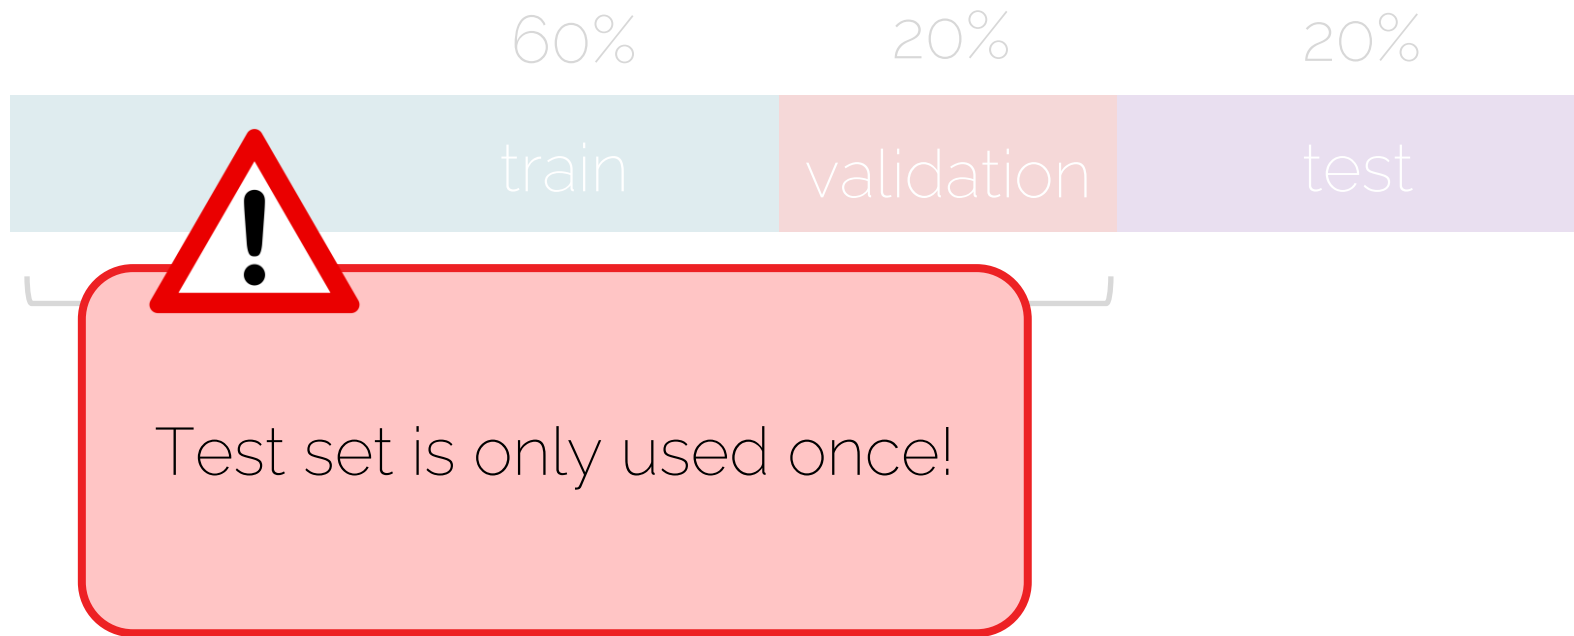 60% 20% 20%
train validation test
Test set is only used once!